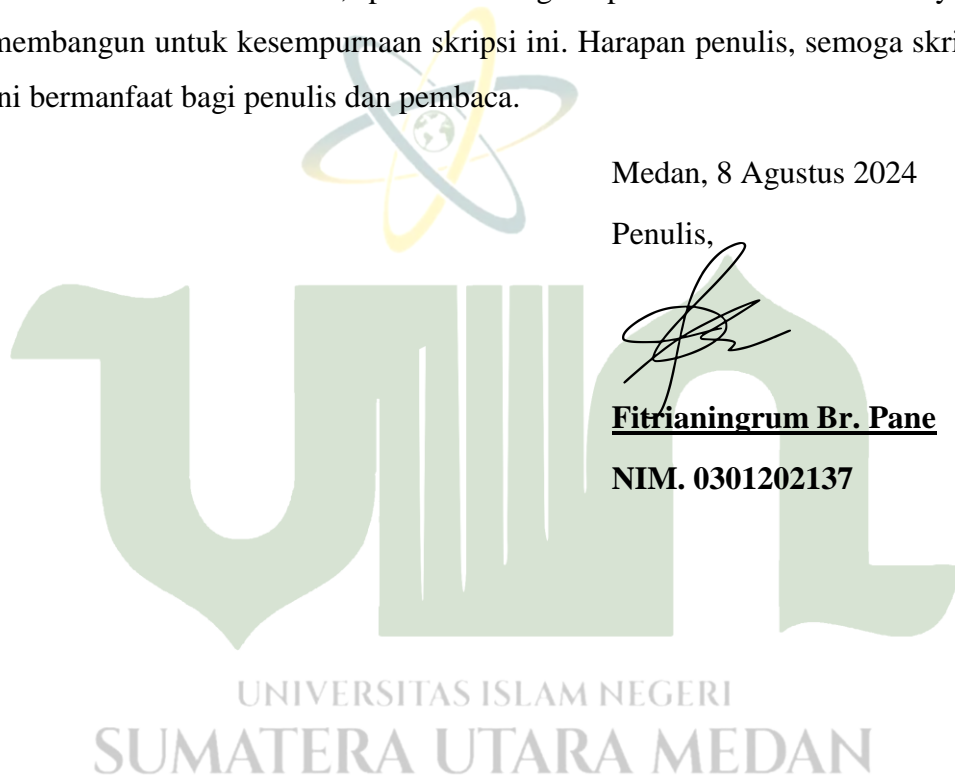 membangun untuk kesempurnaan skripsi ini. Harapan penulis, semoga skri
ni bermanfaat bagi penulis dan pembaca.
Medan, 8 Agustus 2024
Penulis,
Fitrianingrum Br. Pane
NIM. 0301202137
UNIVERSITAS ISLAM NEGERI
SUMATERA UTARA MEDAN